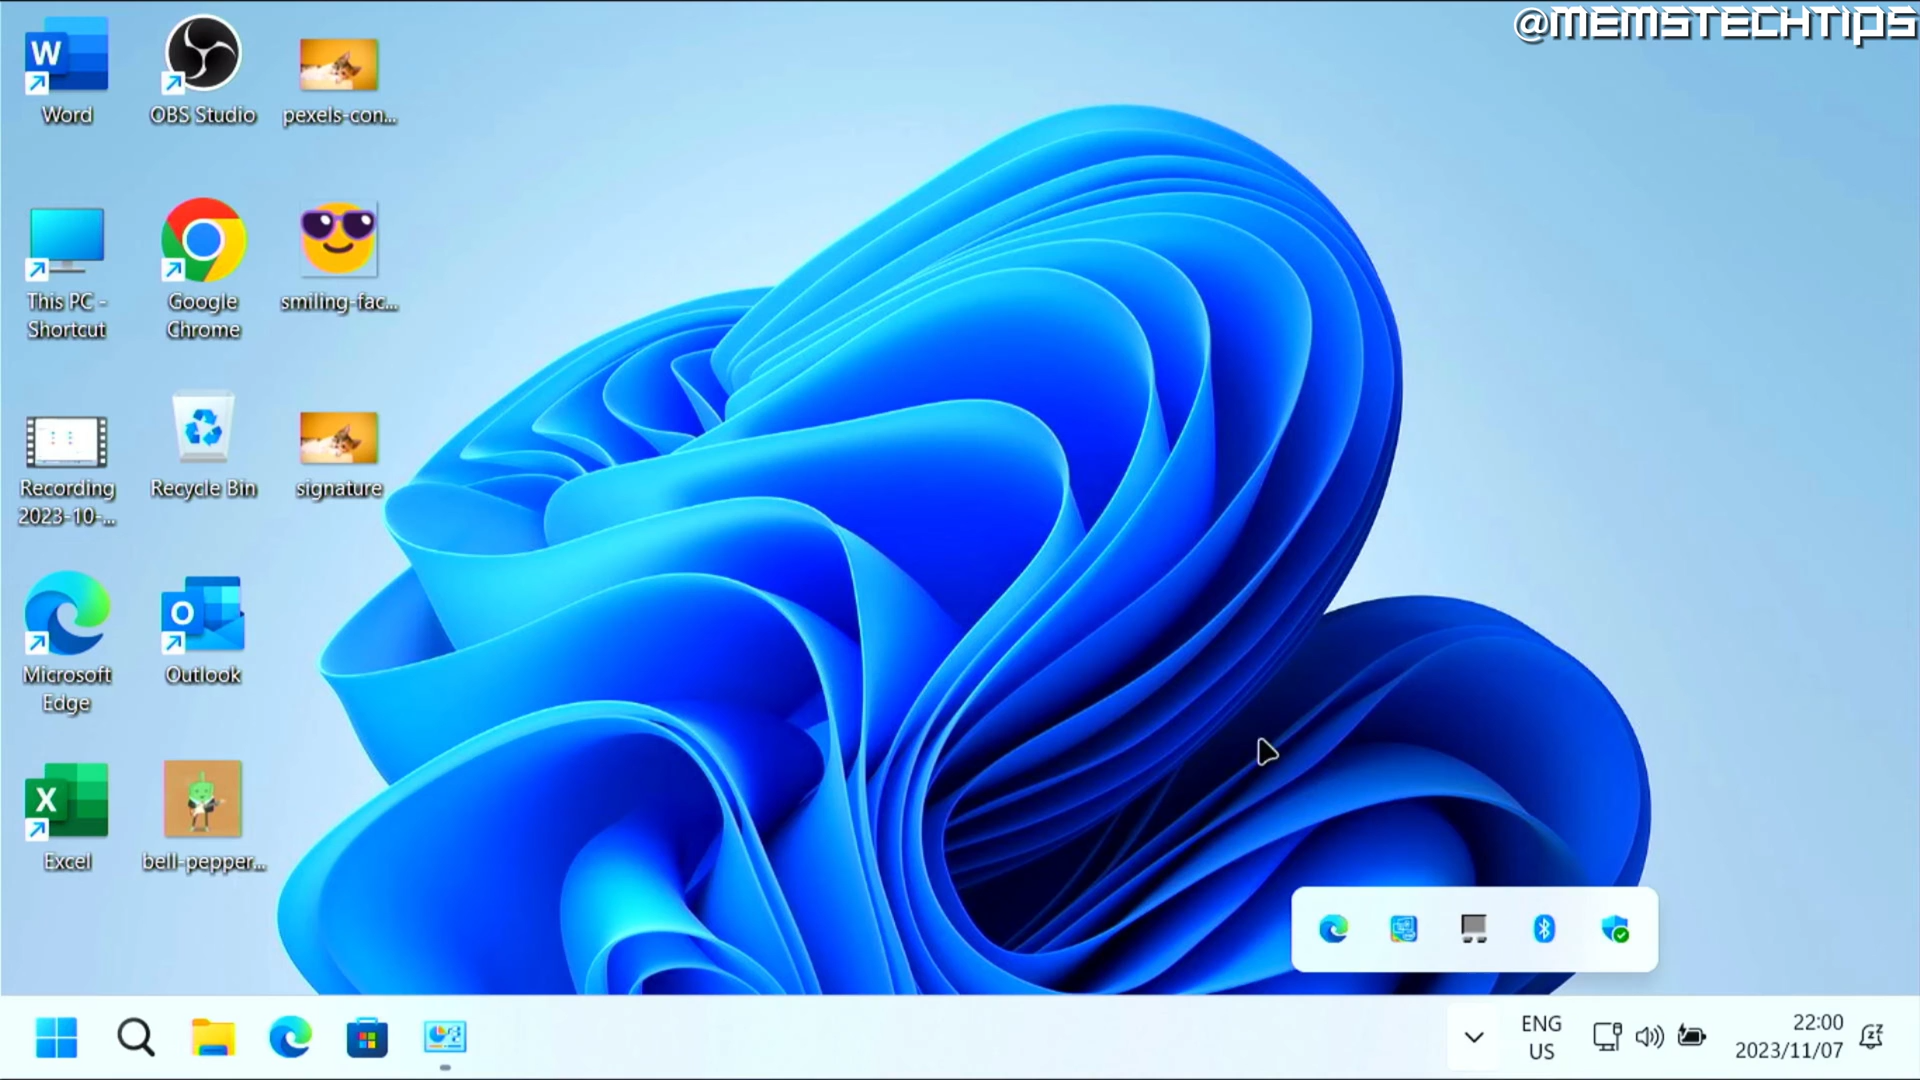 @MEMSTECHTIPS
Word
OBS Studio
pexels-con...
This PC -
Shortcut
Google
Chrome
smiling-fac...
Recording
2023-10-...
Recycle Bin
signature
Microsoft
Edge
Outlook
Excel
bell-pepper...
ENG
US
22:00
2023/11/07